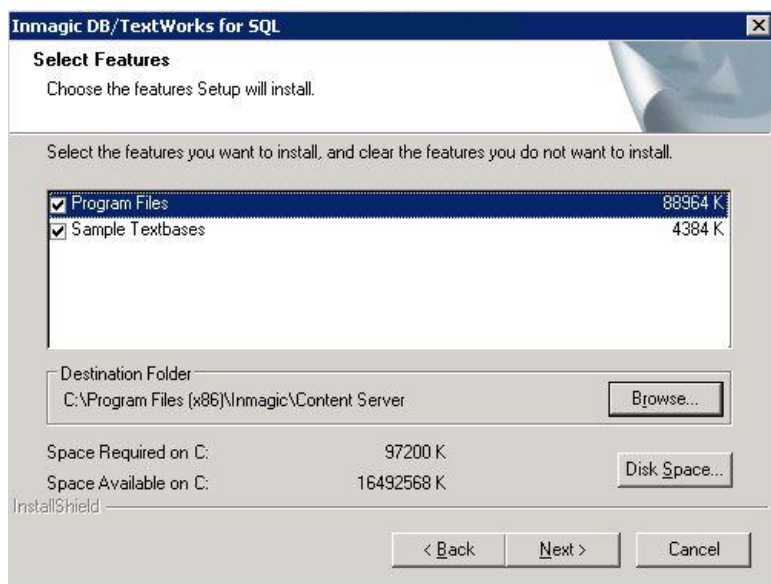 Inmagic DB/TextWorks for SQL
Select Features
Choose the features Setup will install.
Select the features you want to install, and clear the features you do not want to install.
Program Files 88964 K
Sample Textbases 4384 K
Destination Folder
C:\Program Files (x86)\Inmagic\Content Server Browse...
Space Required on C: 97200 K
Space Available on C: 16492568 K
Disk Space...
InstallShield
< Back Next > Cancel